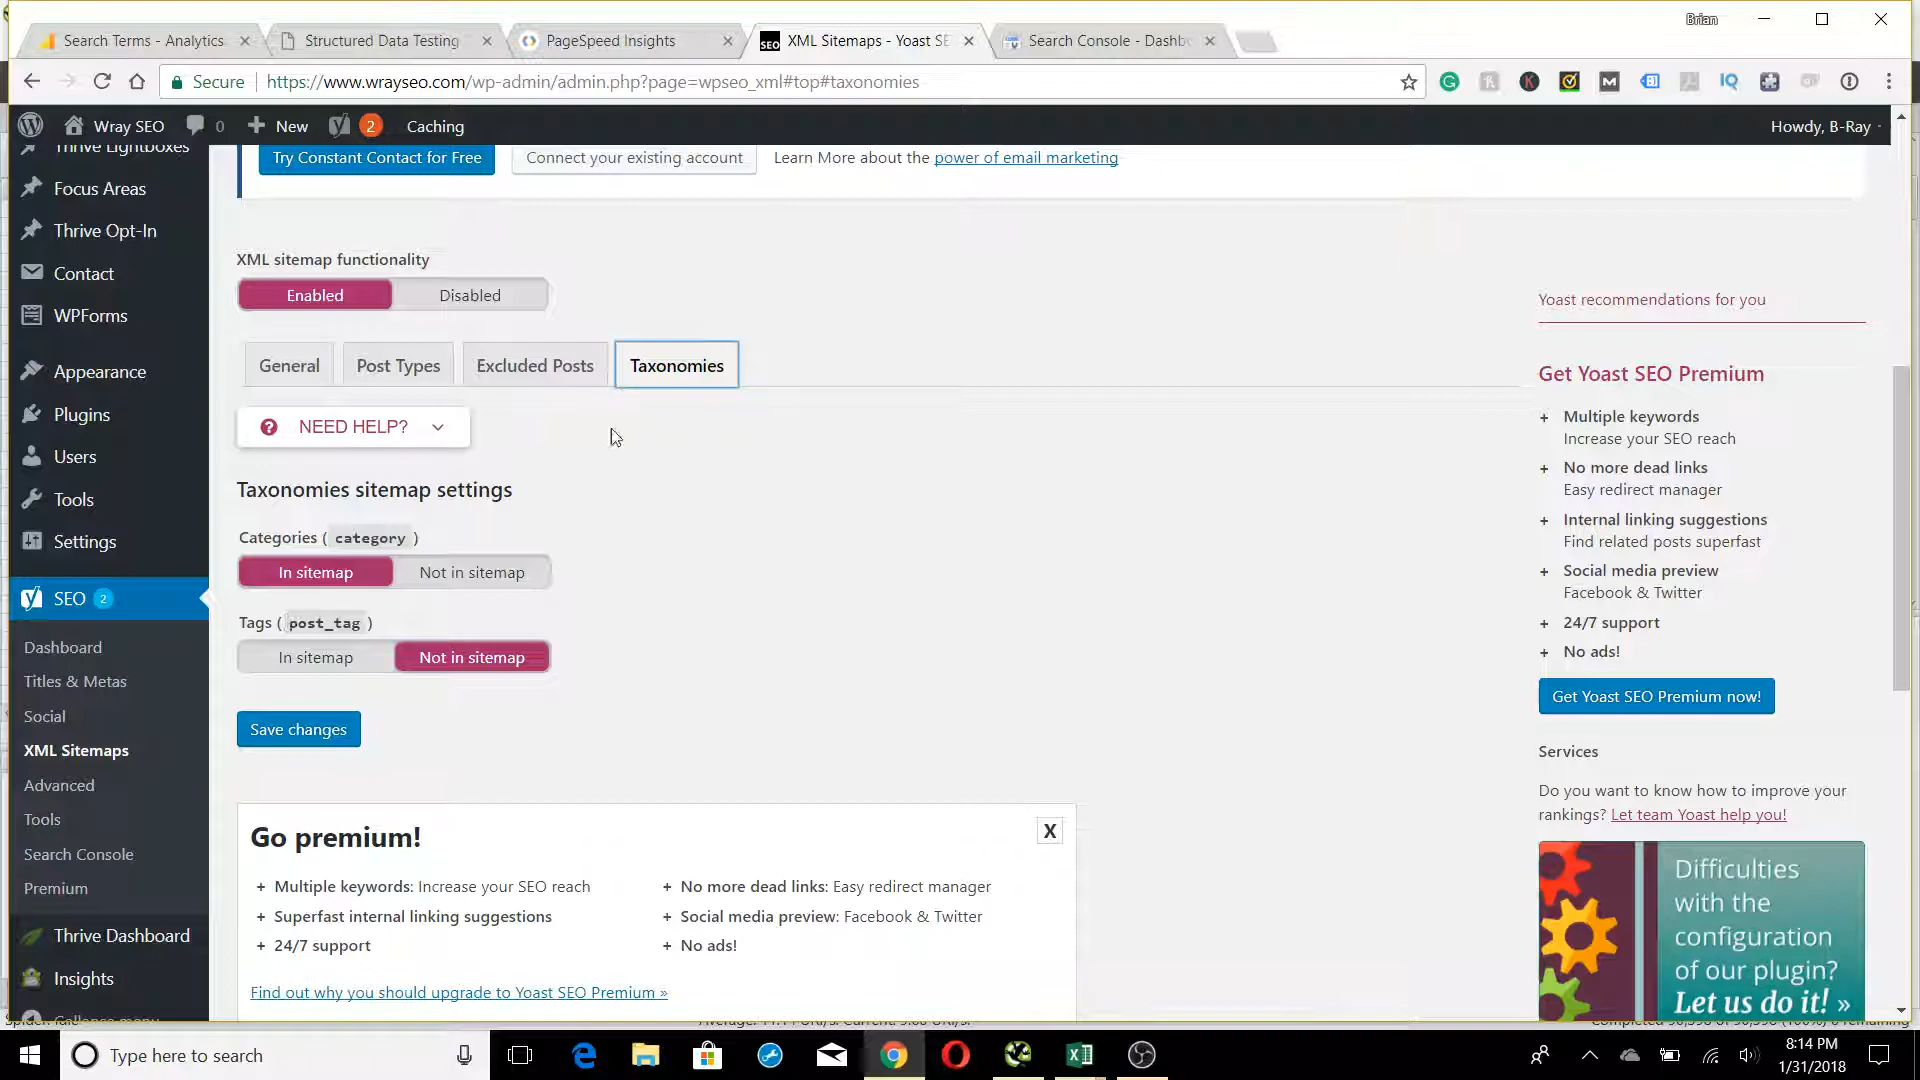 Brian
Search Terms - Analytics
Structured Data Testing
PageSpeed Insights
SEO
XML Sitemaps - Yoast SE
Search Console - Dashb
Secure
https://www.wrayseo.com/wp-admin/admin.php?page=wpseo_xml#top#taxonomies
Wray SEO
0
New
2
Caching
Howdy, B-Ray
Thrive Lightboxes
Focus Areas
Thrive Opt-In
Contact
WPForms
Appearance
Plugins
Users
Tools
Settings
SEO 2
Dashboard
Titles & Metas
Social
XML Sitemaps
Advanced
Tools
Search Console
Premium
Thrive Dashboard
Insights
Collapse menu
Try Constant Contact for Free
Connect your existing account
Learn More about the power of email marketing
XML sitemap functionality
Enabled
Disabled
General
Post Types
Excluded Posts
Taxonomies
NEED HELP?
Taxonomies sitemap settings
Categories ( category )
In sitemap
Not in sitemap
Tags ( post_tag )
In sitemap
Not in sitemap
Save changes
Go premium!
X
+ Multiple keywords: Increase your SEO reach
+ Superfast internal linking suggestions
+ 24/7 support
+ No more dead links: Easy redirect manager
+ Social media preview: Facebook & Twitter
+ No ads!
Find out why you should upgrade to Yoast SEO Premium »
Yoast recommendations for you
Get Yoast SEO Premium
+ Multiple keywords
Increase your SEO reach
+ No more dead links
Easy redirect manager
+ Internal linking suggestions
Find related posts superfast
+ Social media preview
Facebook & Twitter
+ 24/7 support
+ No ads!
Get Yoast SEO Premium now!
Services
Do you want to know how to improve your
rankings? Let team Yoast help you!
Difficulties
with the
configuration
of our plugin?
Let us do it! »
Type here to search
8:14 PM
1/31/2018